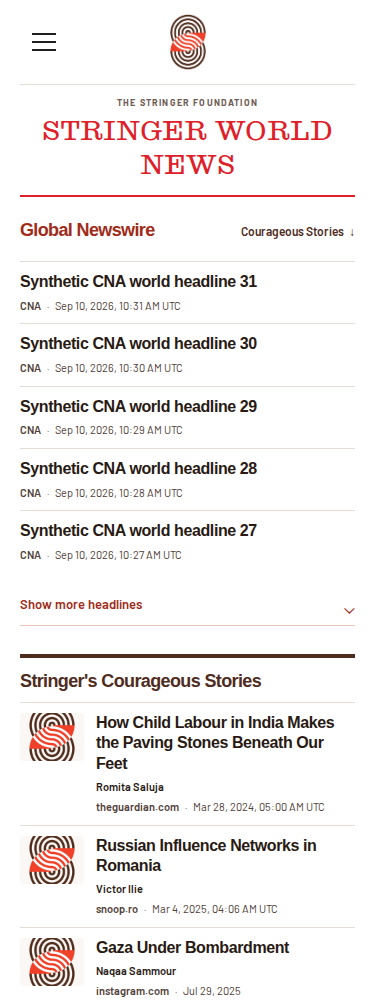 THE STRINGER FOUNDATION
STRINGER WORLD
NEWS
Global Newswire
Courageous Stories ↓
Synthetic CNA world headline 31
CNA · Sep 10, 2026, 10:31 AM UTC
Synthetic CNA world headline 30
CNA · Sep 10, 2026, 10:30 AM UTC
Synthetic CNA world headline 29
CNA · Sep 10, 2026, 10:29 AM UTC
Synthetic CNA world headline 28
CNA · Sep 10, 2026, 10:28 AM UTC
Synthetic CNA world headline 27
CNA · Sep 10, 2026, 10:27 AM UTC
Show more headlines
Stringer's Courageous Stories
How Child Labour in India Makes
the Paving Stones Beneath Our
Feet
Romita Saluja
theguardian.com · Mar 28, 2024, 05:00 AM UTC
Russian Influence Networks in
Romania
Victor Ilie
snoop.ro · Mar 4, 2025, 04:06 AM UTC
Gaza Under Bombardment
Naqaa Sammour
instagram.com · Jul 29, 2025